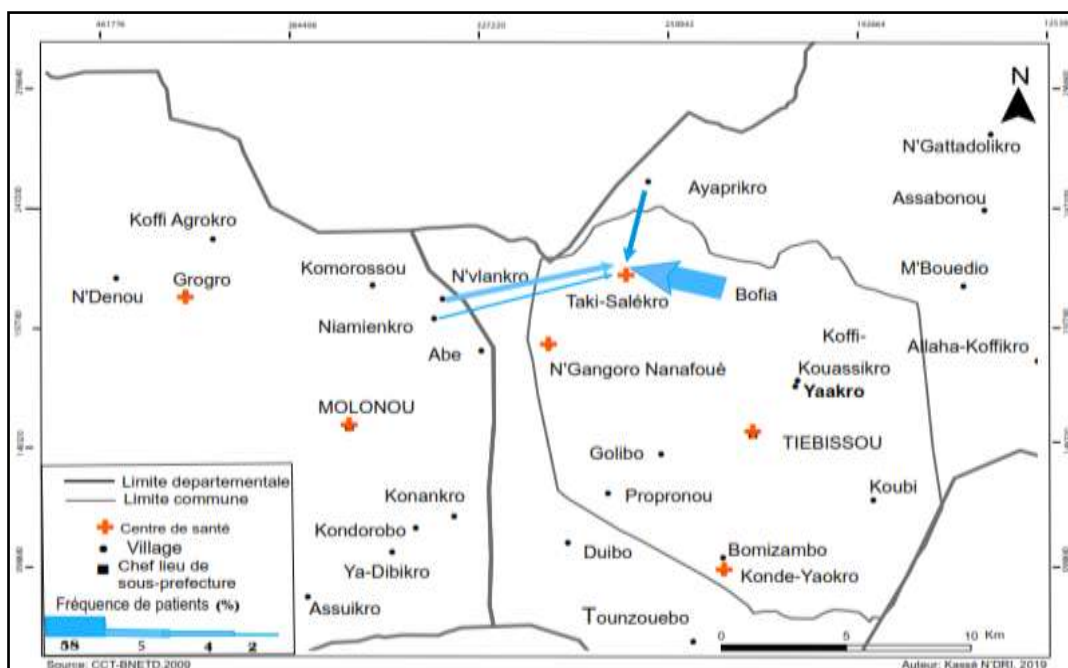 461776
327220
N
N'Gattadolikro
Ayaprikro
Assabonou
Koffi Agrokro
Komorossou
N'vlankro
M'Bouedio
Grogro
N'Denou
Taki-Salékro
Bofia
Niamienkro
Koffi-
Kouassikro
Abe
Allaha-Koffikro
N'Gangoro Nanafouè
Yaakro
MOLONOU
TIEBISSOU
Golibo
Limite departementale
Limite commune
Konankro
Propronou
Koubi
Centre de santé
Kondorobo
Village
Duibo
Bomizambo
Chef lieu de
sous-prefecture
Ya-Dibikro
Konde-Yaokro
Fréquence de patients (%)
Assuikro
Tounzouebo
58 5 4 2
0 5 10 Km
Source: CCT-BNETD,2009
Auteur: Kassé N'DRI, 2019